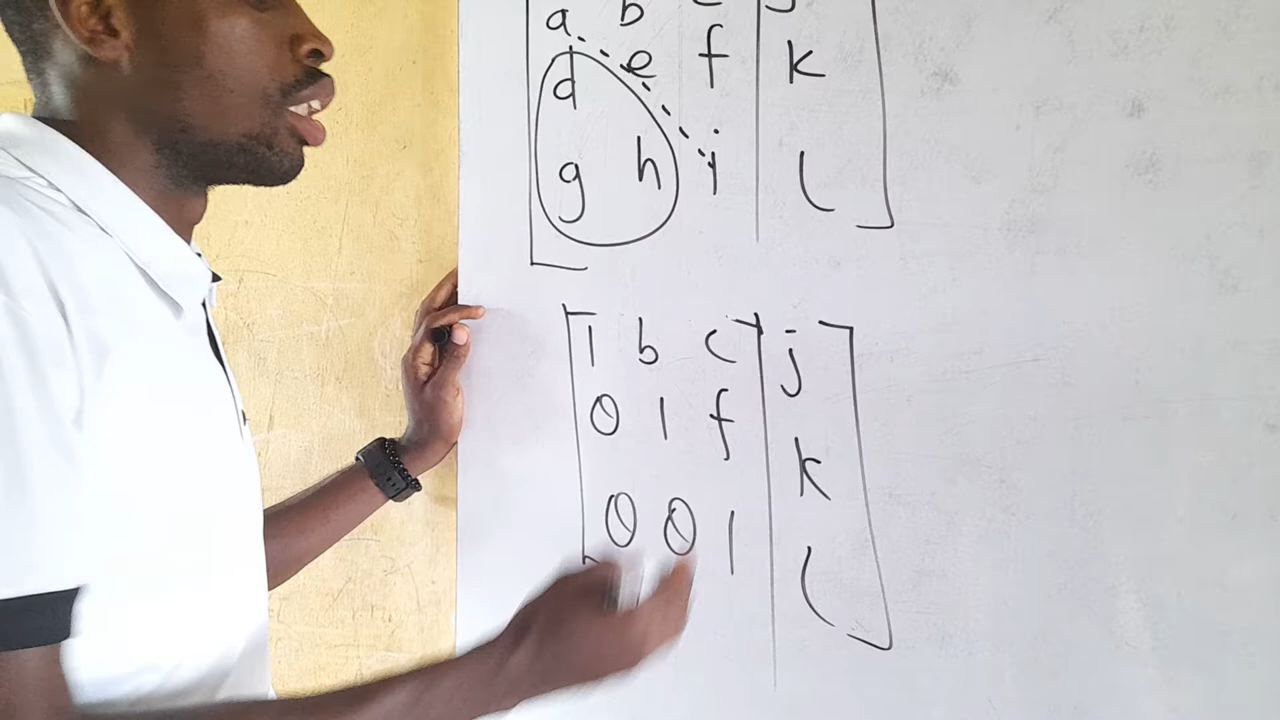 a b c j
d e f k
g h i l
1 b c j
0 1 f k
0 0 1 l